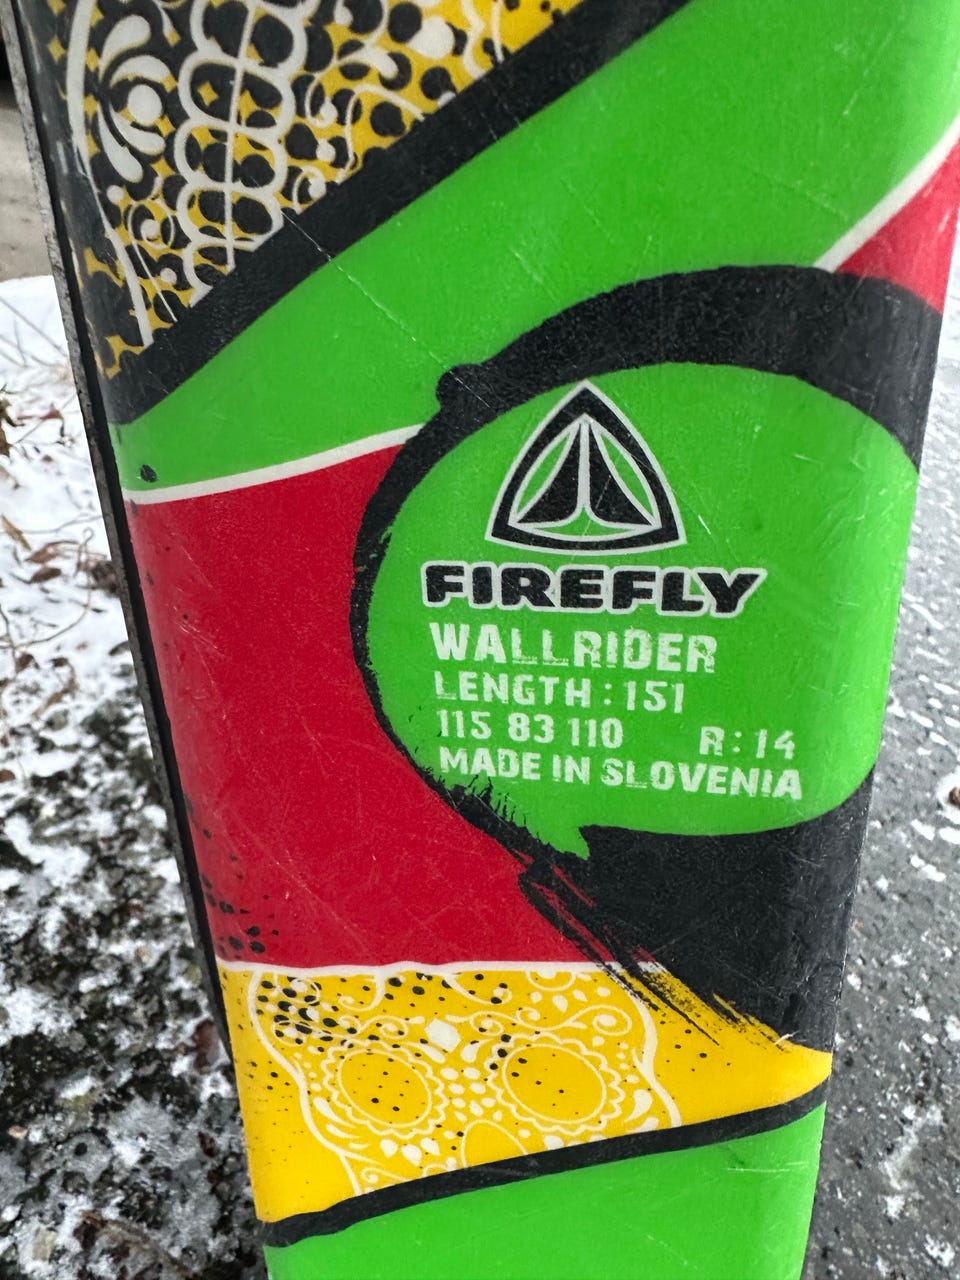 FIREFLY
WALLRIDER
LENGTH : 151
115 83 110 R : 14
MADE IN SLOVENIA